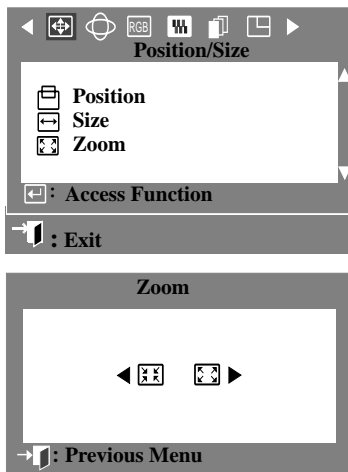 RGB
Position/Size
Position
Size
Zoom
: Access Function
: Exit
Zoom
: Previous Menu